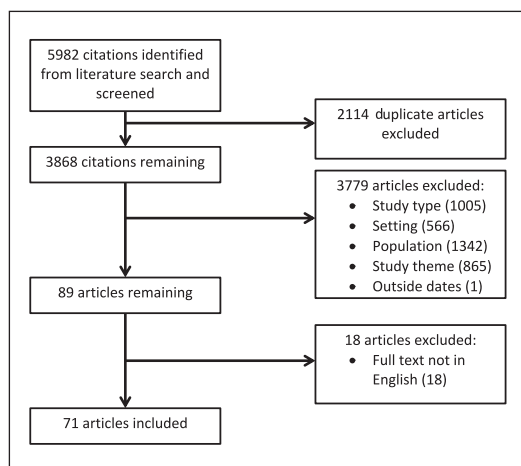 5982 citations identified
from literature search and
screened
2114 duplicate articles
excluded
3868 citations remaining
3779 articles excluded:
• Study type (1005)
• Setting (566)
• Population (1342)
• Study theme (865)
• Outside dates (1)
89 articles remaining
18 articles excluded:
• Full text not in
English (18)
71 articles included